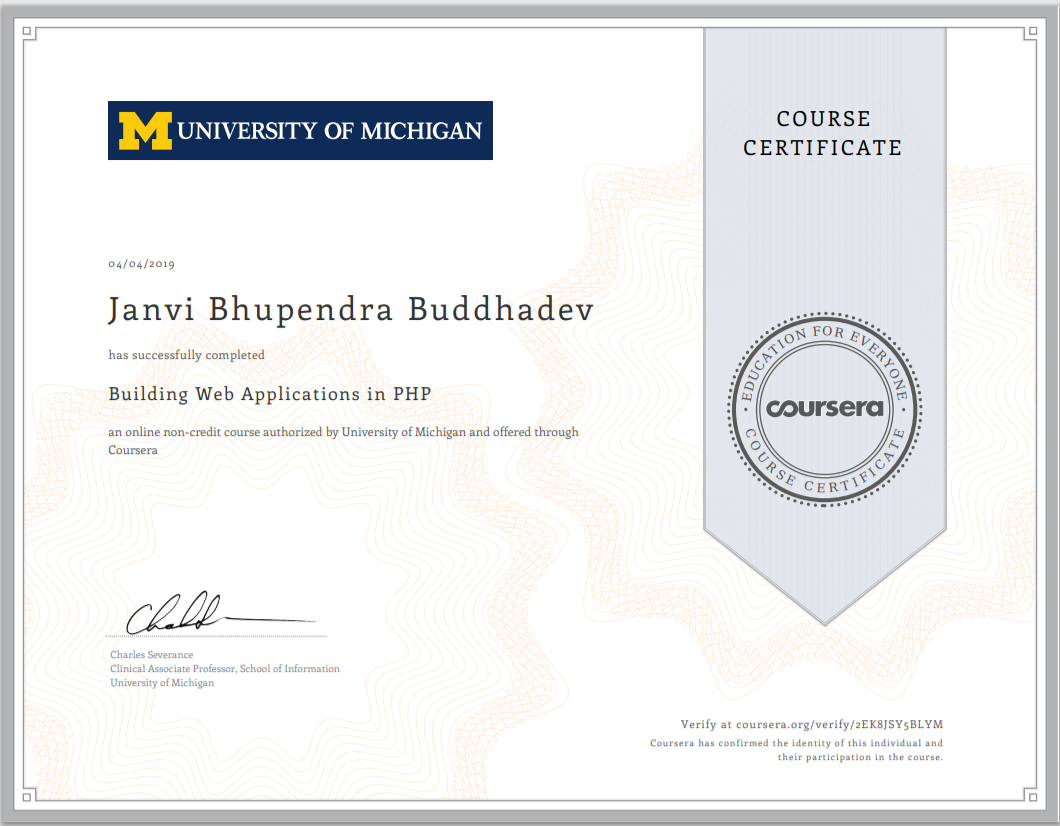 M UNIVERSITY OF MICHIGAN
COURSE
CERTIFICATE
04/04/2019
Janvi Bhupendra Buddhadev
has successfully completed
Building Web Applications in PHP
an online non-credit course authorized by University of Michigan and offered through
Coursera
EDUCATION FOR EVERYONE
coursera
COURSE CERTIFICATE
Charles Severance
Clinical Associate Professor, School of Information
University of Michigan
Verify at coursera.org/verify/2EK8JSY5BLYM
Coursera has confirmed the identity of this individual and
their participation in the course.